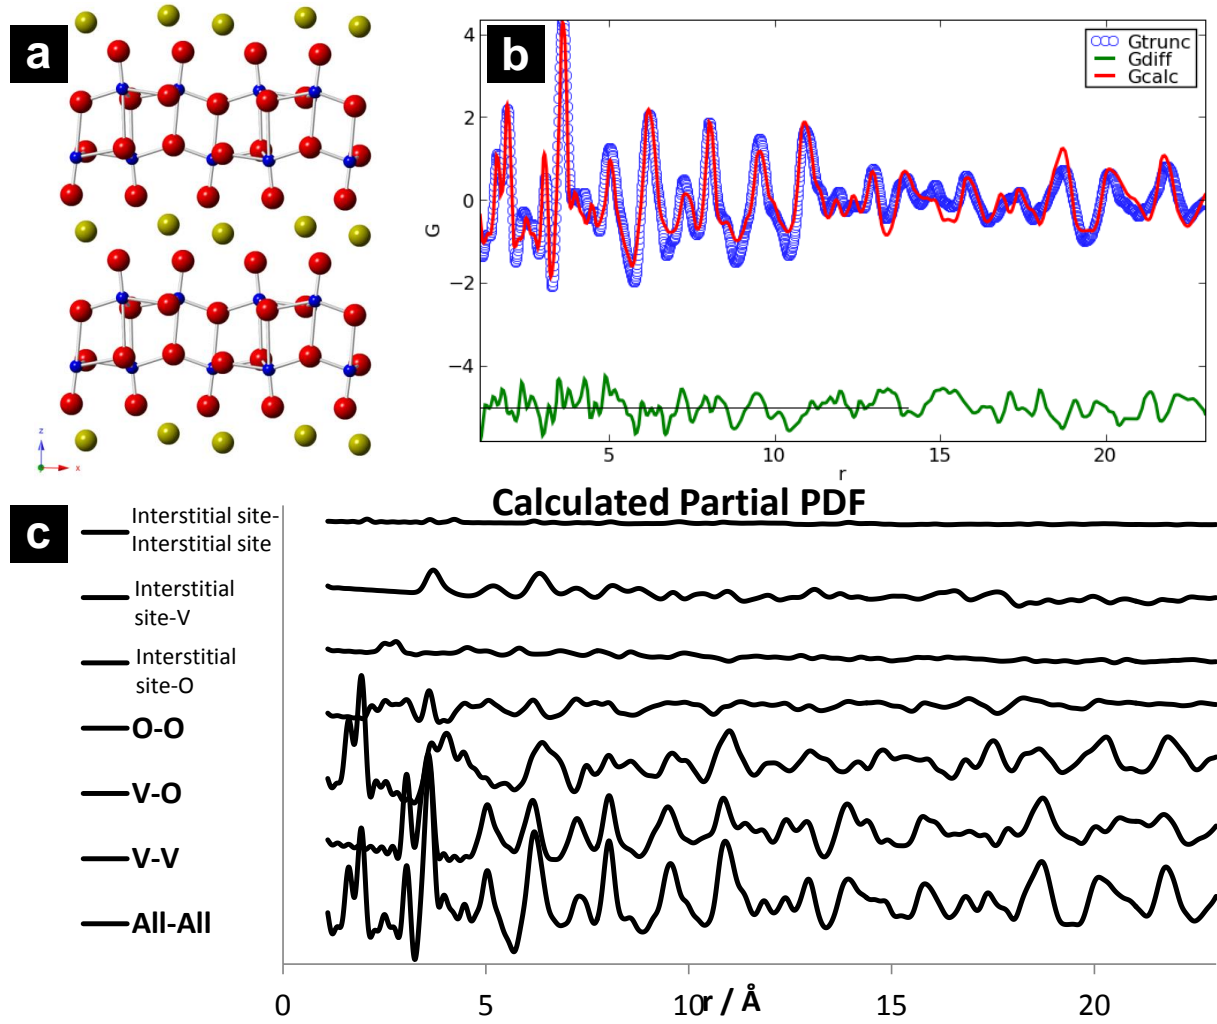 a
z
x
b
Gtrunc
Gdiff
Gcalc
4
2
0
−2
−4
G
5
10
15
20
r
Calculated Partial PDF
c
Interstitial site-
Interstitial site
Interstitial
site-V
Interstitial
site-O
O-O
V-O
V-V
All-All
0
5
10
15
20
r / Å